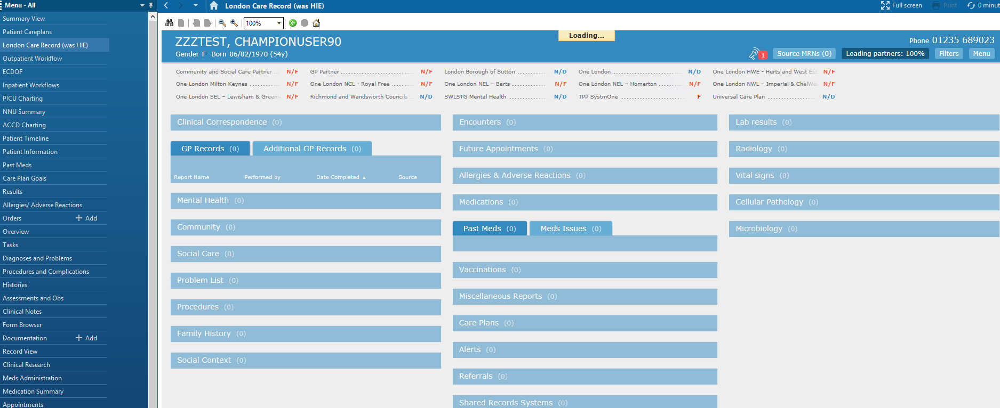 Menu - All
London Care Record (was HIE)
Full screen
Print
0 minut
Summary View
Patient Careplans
London Care Record (was HIE)
Outpatient Workflow
ECDOF
Inpatient Workflows
PICU Charting
NNU Summary
ACCD Charting
Patient Timeline
Patient Information
Past Meds
Care Plan Goals
Results
Allergies/ Adverse Reactions
Orders + Add
Overview
Tasks
Diagnoses and Problems
Procedures and Complications
Histories
Assessments and Obs
Clinical Notes
Form Browser
Documentation + Add
Record View
Clinical Research
Meds Administration
Medication Summary
Appointments
100%
Loading...
ZZZTEST, CHAMPIONUSER90
Gender F Born 06/02/1970 (54y)
Phone 01235 689023
1
Source MRNs (0)
Loading partners: 100%
Filters
Menu
Community and Social Care Partner ... N/F
GP Partner ... N/F
London Borough of Sutton ... N/D
One London ... N/D
One London HWE - Herts and West Ess N/F
One London Milton Keynes ... N/F
One London NCL - Royal Free ... N/F
One London NEL – Barts ... N/F
One London NEL – Homerton ... N/F
One London NWL – Imperial & ChelWes N/F
One London SEL – Lewisham & Greenw N/F
Richmond and Wandsworth Councils ... N/D
SWLSTG Mental Health ... N/D
TPP SystmOne ... F
Universal Care Plan ... N/D
Clinical Correspondence (0)
GP Records (0)
Additional GP Records (0)
Report Name Performed by Date Completed ▲ Source
Mental Health (0)
Community (0)
Social Care (0)
Problem List (0)
Procedures (0)
Family History (0)
Social Context (0)
Encounters (0)
Future Appointments (0)
Allergies & Adverse Reactions (0)
Medications (0)
Past Meds (0)
Meds Issues (0)
Vaccinations (0)
Miscellaneous Reports (0)
Care Plans (0)
Alerts (0)
Referrals (0)
Shared Records Systems (0)
Lab results (0)
Radiology (0)
Vital signs (0)
Cellular Pathology (0)
Microbiology (0)